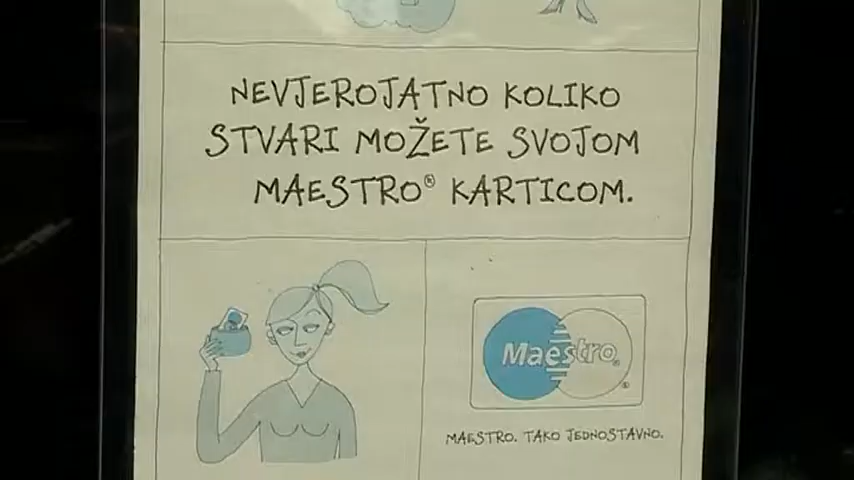 NEVJEROJATNO KOLIKO
STVARI MOŽETE SVOJOM
MAESTRO® KARTICOM.
Maestro®
MAESTRO. TAKO JEDNOSTAVNO.